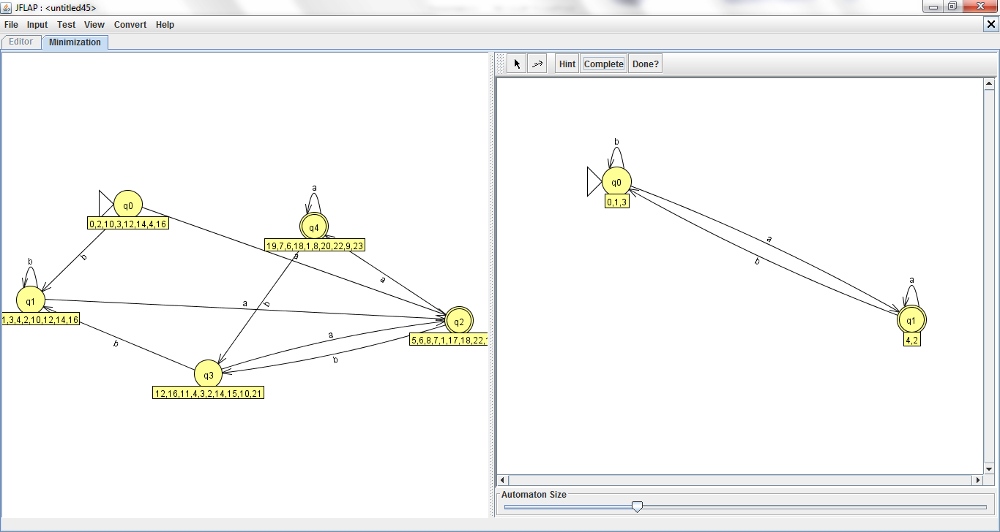 JFLAP : <untitled45>
File Input Test View Convert Help
Editor Minimization
Hint Complete Done?
b
q0
0,1,3
a
b
a
q1
4,2
q0
0,2,10,3,12,14,4,16
a
q4
19,7,6,18,1,8,20,22,9,23
b
a
a
b
b
q1
1,3,4,2,10,12,14,16
a
q2
5,6,8,7,1,17,18,22,
a
b
b
q3
12,16,11,4,3,2,14,15,10,21
Automaton Size